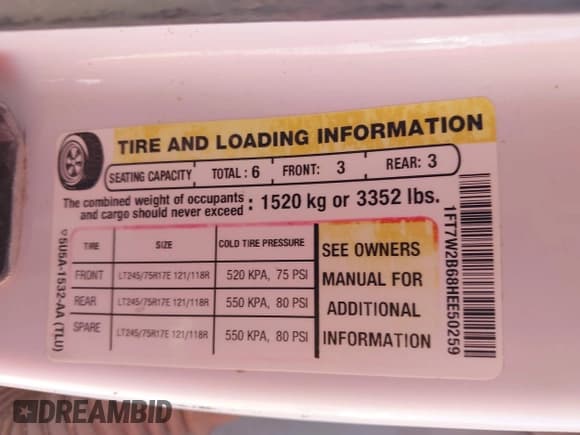 TIRE AND LOADING INFORMATION
SEATING CAPACITY TOTAL : 6 FRONT: 3 REAR: 3
The combined weight of occupants and cargo should never exceed : 1520 kg or 3352 lbs.
TIRE SIZE COLD TIRE PRESSURE
FRONT LT245/75R17E 121/118R 520 KPA, 75 PSI
REAR LT245/75R17E 121/118R 550 KPA, 80 PSI
SPARE LT245/75R17E 121/118R 550 KPA, 80 PSI
SEE OWNERS
MANUAL FOR
ADDITIONAL
INFORMATION
5U5A-1532-AA (TLU)
1FT7W2B68HEE50259
DREAMBID